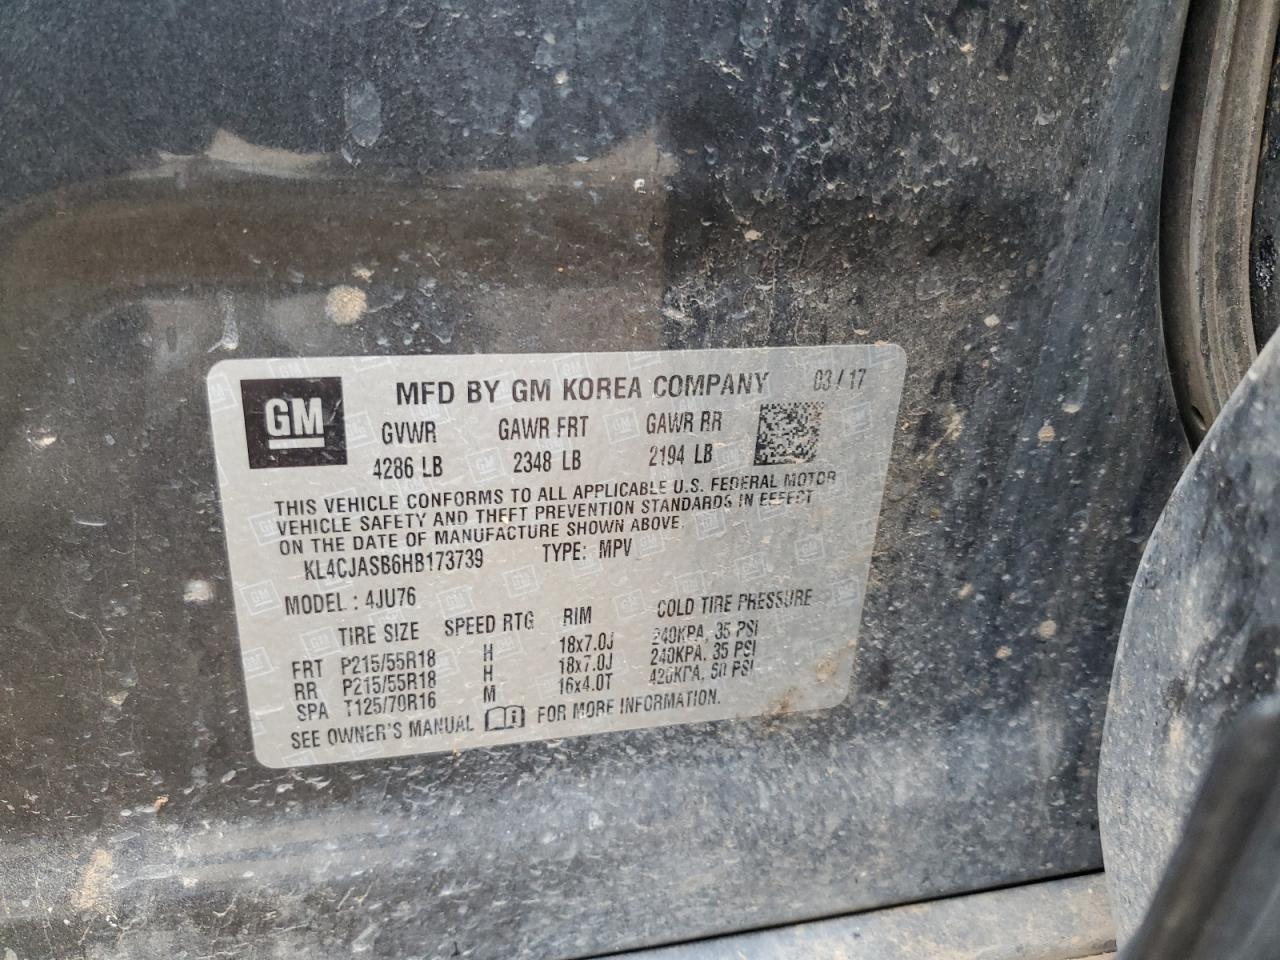 GM
MFD BY GM KOREA COMPANY 03 / 17
GVWR GAWR FRT GAWR RR
4286 LB 2348 LB 2194 LB
THIS VEHICLE CONFORMS TO ALL APPLICABLE U.S. FEDERAL MOTOR
VEHICLE SAFETY AND THEFT PREVENTION STANDARDS IN EFFECT
ON THE DATE OF MANUFACTURE SHOWN ABOVE.
KL4CJASB6HB173739 TYPE: MPV
MODEL : 4JU76
TIRE SIZE SPEED RTG RIM COLD TIRE PRESSURE
FRT P215/55R18 H 18x7.0J 240KPA, 35 PSI
RR P215/55R18 H 18x7.0J 240KPA, 35 PSI
SPA T125/70R16 M 16x4.0T 420KPA, 60 PSI
SEE OWNER'S MANUAL FOR MORE INFORMATION.